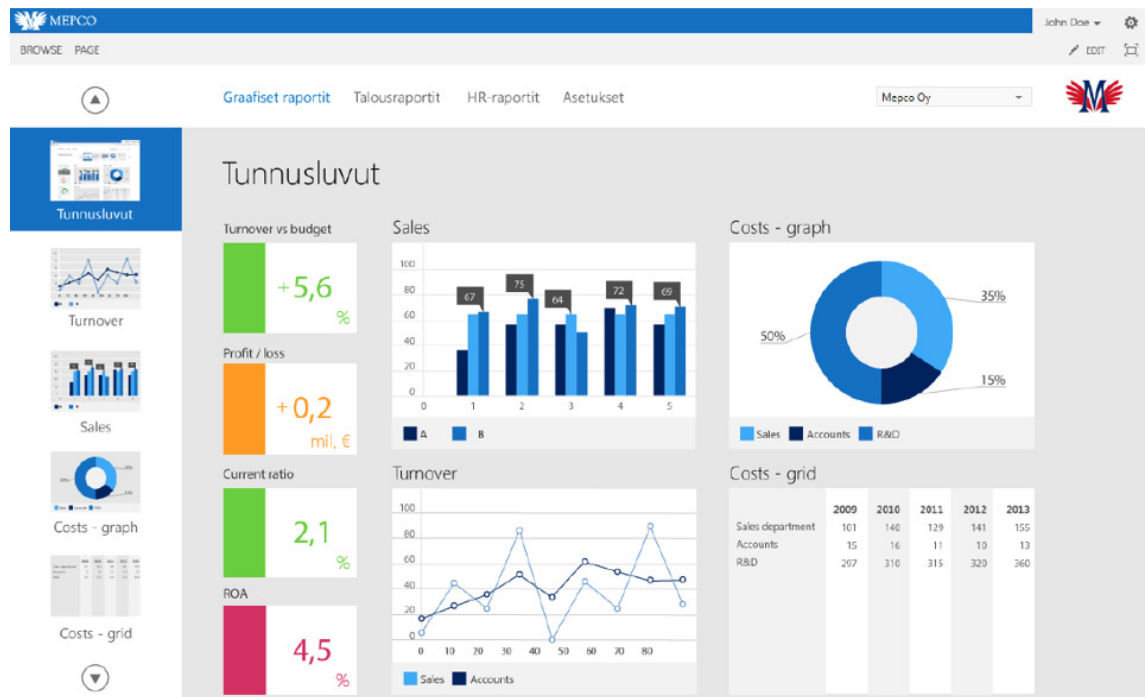 MEPCO
John Doe
BROWSE PAGE
EDIT
Graafiset raportit Talousraportit HR-raportit Asetukset
Mepco Oy
Tunnusluvut
Turnover
Sales
Costs - graph
Costs - grid
Tunnusluvut
Turnover vs budget
+5,6
%
Profit / loss
+0,2
mil. €
Current ratio
2,1
%
ROA
4,5
%
Sales
100
80
60
40
20
0
67 75 64 72 69
0 1 2 3 4 5
A B
Costs - graph
35%
50%
15%
Sales Accounts R&D
Turnover
100
80
60
40
20
0
0 10 20 30 40 50 60 70 80
Sales Accounts
Costs - grid
2009 2010 2011 2012 2013
Sales department 101 140 129 141 155
Accounts 15 16 11 10 13
R&D 297 310 315 320 360